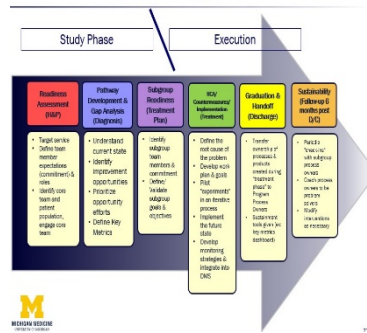 Study Phase
Execution
Readiness
Assessment
(H&P)
Target service
Define team
member
expectations
(commitment) &
roles
Identify core
team and
patient
population,
engage core
team
Pathway
Development &
Gap Analysis
(Diagnosis)
Understand
current state
Identify
improvement
opportunities
Prioritize
opportunity
efforts
Define Key
Metrics
Subgroup
Readiness
(Treatment
Plan)
Identify
subgroup
team
members &
commitment
Define/
Validate
subgroup
goals &
objectives
Countermeasures/
Implementation
(Treatment)
Define the
root cause of
the problem
Develop work
plan & goals
Pilot
"experiments"
in an iterative
process
Implement
the future
state
Develop
monitoring
strategies &
integrate into
DMS
Graduation &
Handoff
(Discharge)
Transfer
ownership of
processes &
products
created during
"treatment
phase" to
Program
Process
Owners
Sustainment
tools given (ex:
key metrics
dashboard)
Sustainability
(Follow-up 6
months post
D/C)
with subgroup
process
owners
Coach process
owners to be
problem
solvers
Modify
interventions
as necessary
M
MICHIGAN MEDICINE
UNIVERSITY OF MICHIGAN